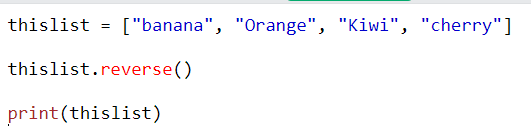 thislist = ["banana", "Orange", "Kiwi", "cherry"]
thislist.reverse()
print(thislist)